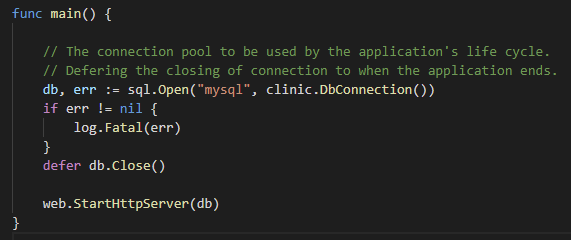 func main() {
// The connection pool to be used by the application's life cycle.
// Defering the closing of connection to when the application ends.
db, err := sql.Open("mysql", clinic.DbConnection())
if err != nil {
log.Fatal(err)
}
defer db.Close()
web.StartHttpServer(db)
}